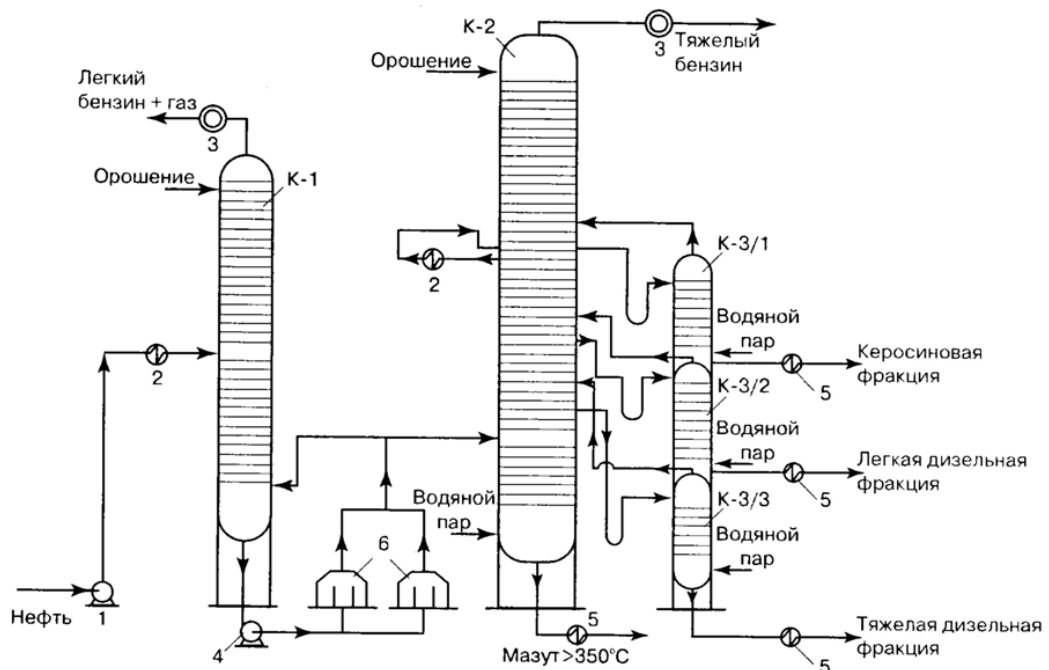 К-2
3
Тяжелый
бензин
Орошение
Легкий
бензин + газ
3
Орошение
К-1
К-3/1
2
Водяной
пар
Керосиновая
фракция
5
2
К-3/2
Водяной
пар
Легкая дизельная
фракция
5
Водяной
пар
К-3/3
Водяной
пар
6
Нефть
1
4
5
Мазут>350°С
Тяжелая дизельная
фракция
5